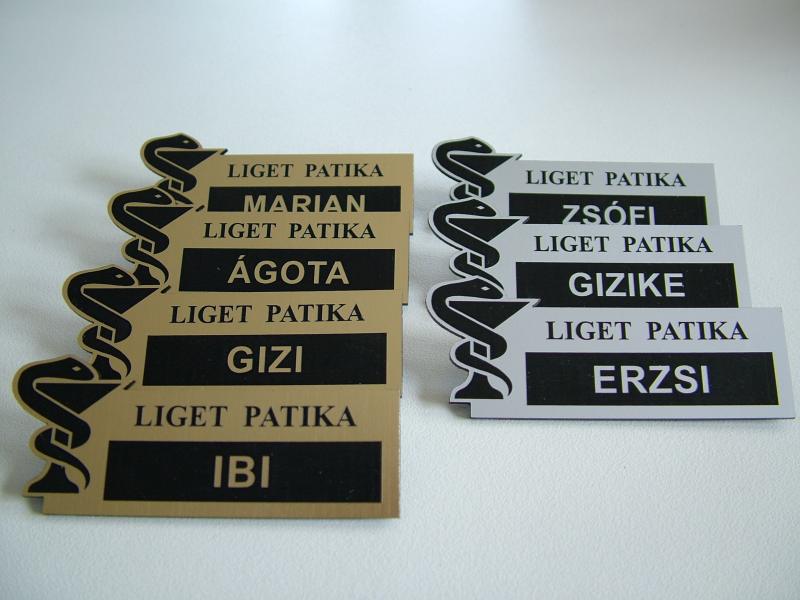 LIGET PATIKA
MARIAN
LIGET PATIKA
ÁGOTA
LIGET PATIKA
GIZI
LIGET PATIKA
IBI
LIGET PATIKA
ZSÓFI
LIGET PATIKA
GIZIKE
LIGET PATIKA
ERZSI